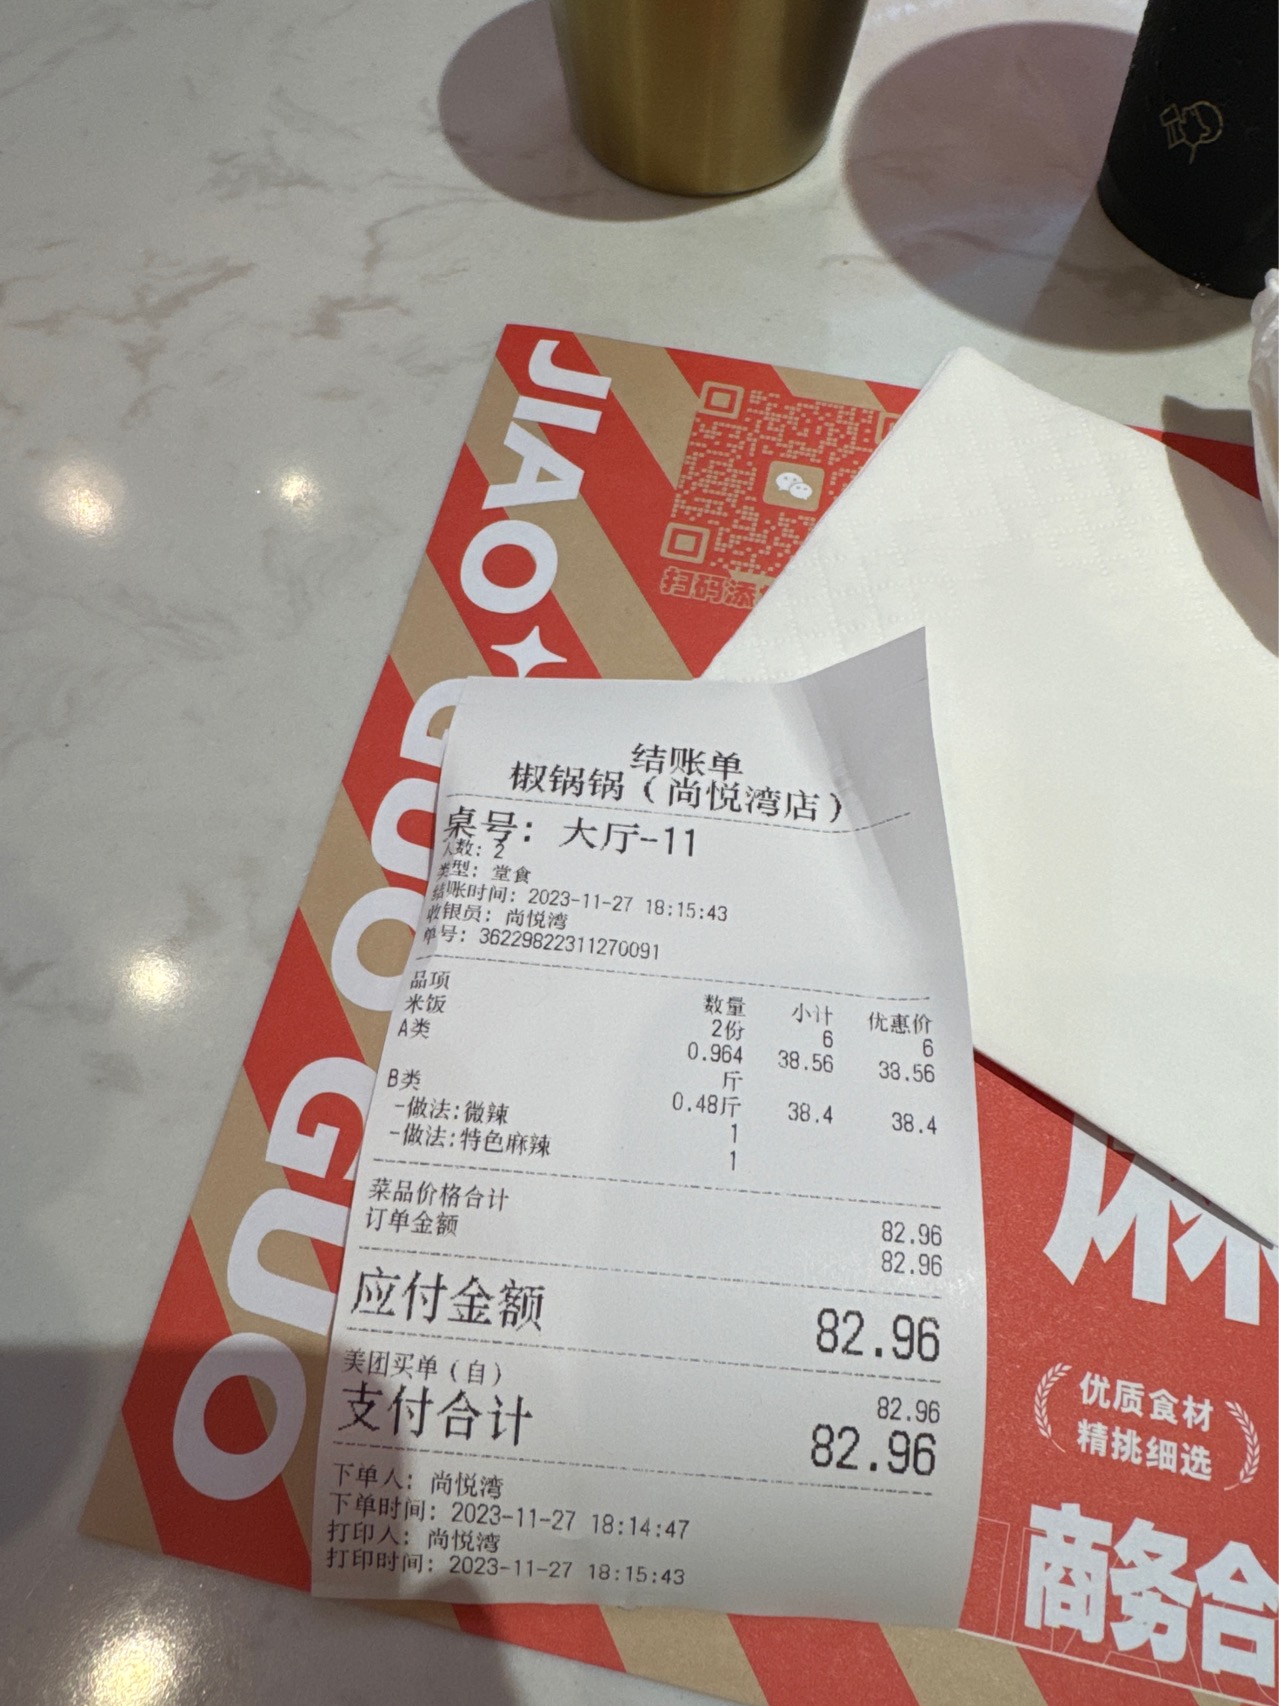 JIAO GUO GUO
扫码添
结账单
椒锅锅（尚悦湾店）
桌号: 大厅-11
人数: 2
类型: 堂食
结账时间: 2023-11-27 18:15:43
收银员: 尚悦湾
单号: 36229822311270091
品项 数量 小计 优惠价
米饭 2份 6 6
A类 0.964斤 38.56 38.56
B类 0.48斤 38.4 38.4
-做法:微辣 1
-做法:特色麻辣 1
菜品价格合计 82.96
订单金额 82.96
应付金额 82.96
美团买单（自） 82.96
支付合计 82.96
下单人: 尚悦湾
下单时间: 2023-11-27 18:14:47
打印人: 尚悦湾
打印时间: 2023-11-27 18:15:43
优质食材
精挑细选
商务合